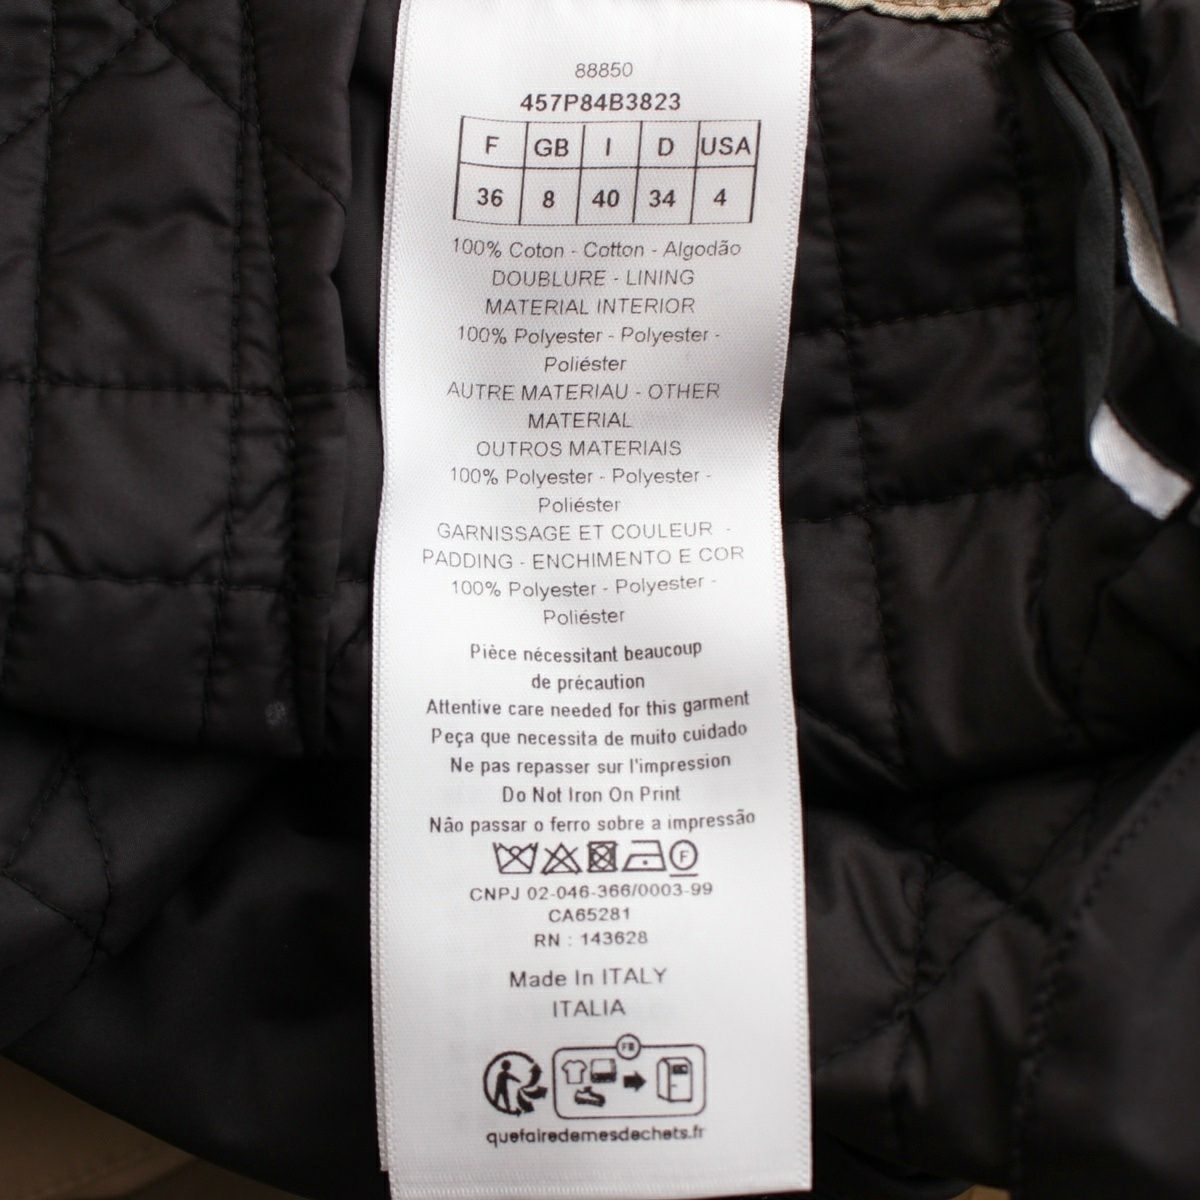 88850
457P84B3823
F GB I D USA
36 8 40 34 4
100% Coton - Cotton - Algodão
DOUBLURE - LINING
MATERIAL INTERIOR
100% Polyester - Polyester -
Poliéster
AUTRE MATERIAU - OTHER
MATERIAL
OUTROS MATERIAIS
100% Polyester - Polyester -
Poliéster
GARNISSAGE ET COULEUR -
PADDING - ENCHIMENTO E COR
100% Polyester - Polyester -
Poliéster
Pièce nécessitant beaucoup
de précaution
Attentive care needed for this garment
Peça que necessita de muito cuidado
Ne pas repasser sur l'impression
Do Not Iron On Print
Não passar o ferro sobre a impressão
F
CNPJ 02-046-366/0003-99
CA65281
RN : 143628
Made In ITALY
ITALIA
FR
quefairedemesdechets.fr